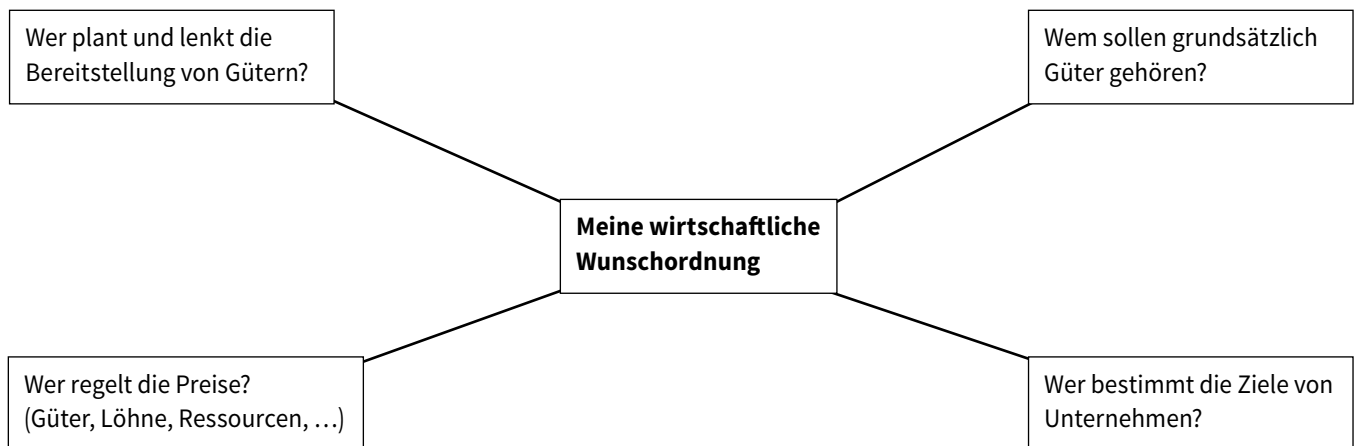 Wer plant und lenkt die
Bereitstellung von Gütern?
Wem sollen grundsätzlich
Güter gehören?
Meine wirtschaftliche
Wunschordnung
Wer regelt die Preise?
(Güter, Löhne, Ressourcen, …)
Wer bestimmt die Ziele von
Unternehmen?